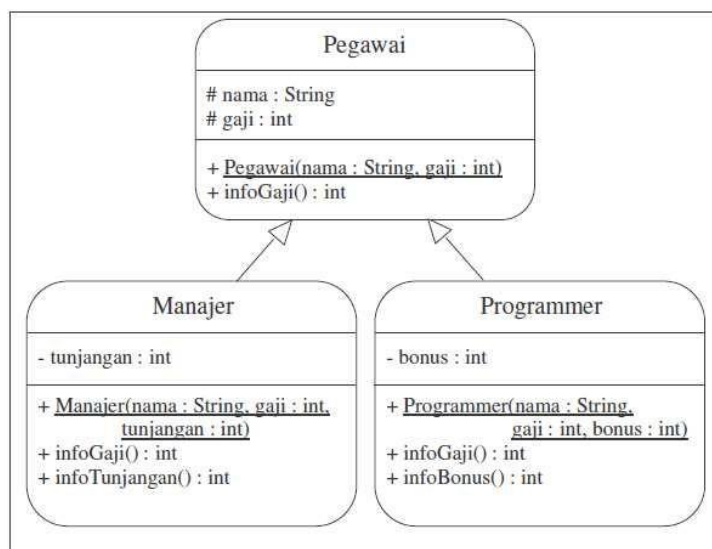 Pegawai
# nama : String
# gaji : int
+ Pegawai(nama : String, gaji : int)
+ infoGaji() : int
Manajer
- tunjangan : int
+ Manajer(nama : String, gaji : int,
tunjangan : int)
+ infoGaji() : int
+ infoTunjangan() : int
Programmer
- bonus : int
+ Programmer(nama : String,
gaji : int, bonus : int)
+ infoGaji() : int
+ infoBonus() : int